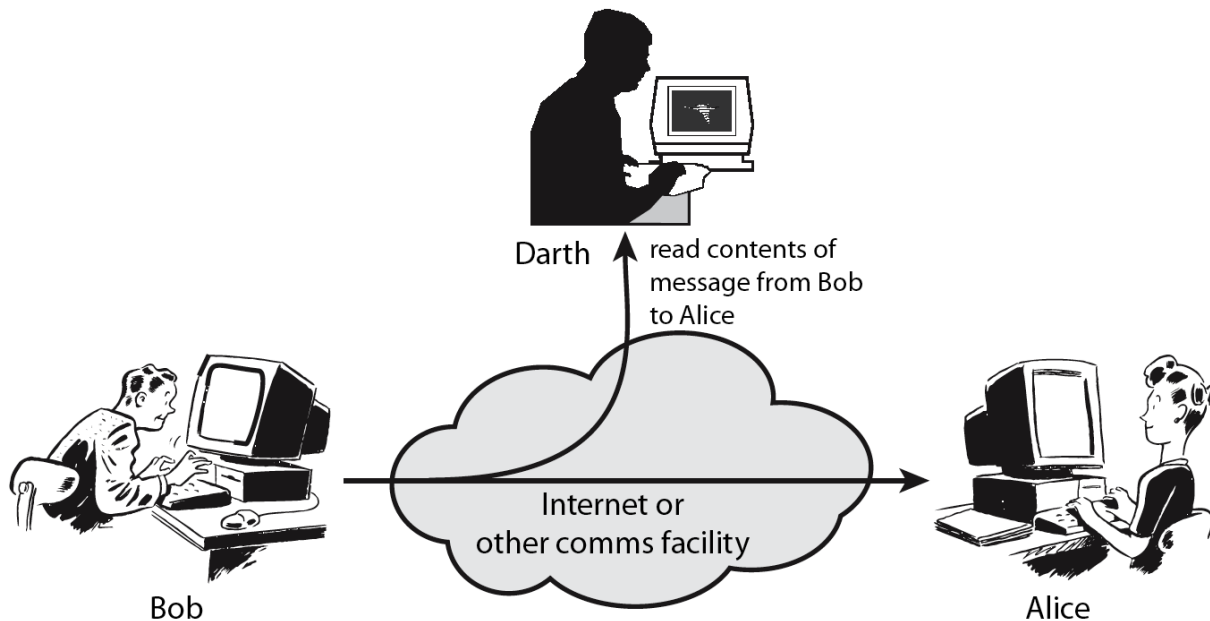 Darth
read contents of
message from Bob
to Alice
Internet or
other comms facility
Bob
Alice